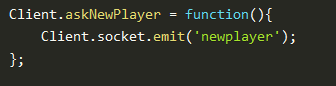 Client.askNewPlayer = function(){
    Client.socket.emit('newplayer');
};